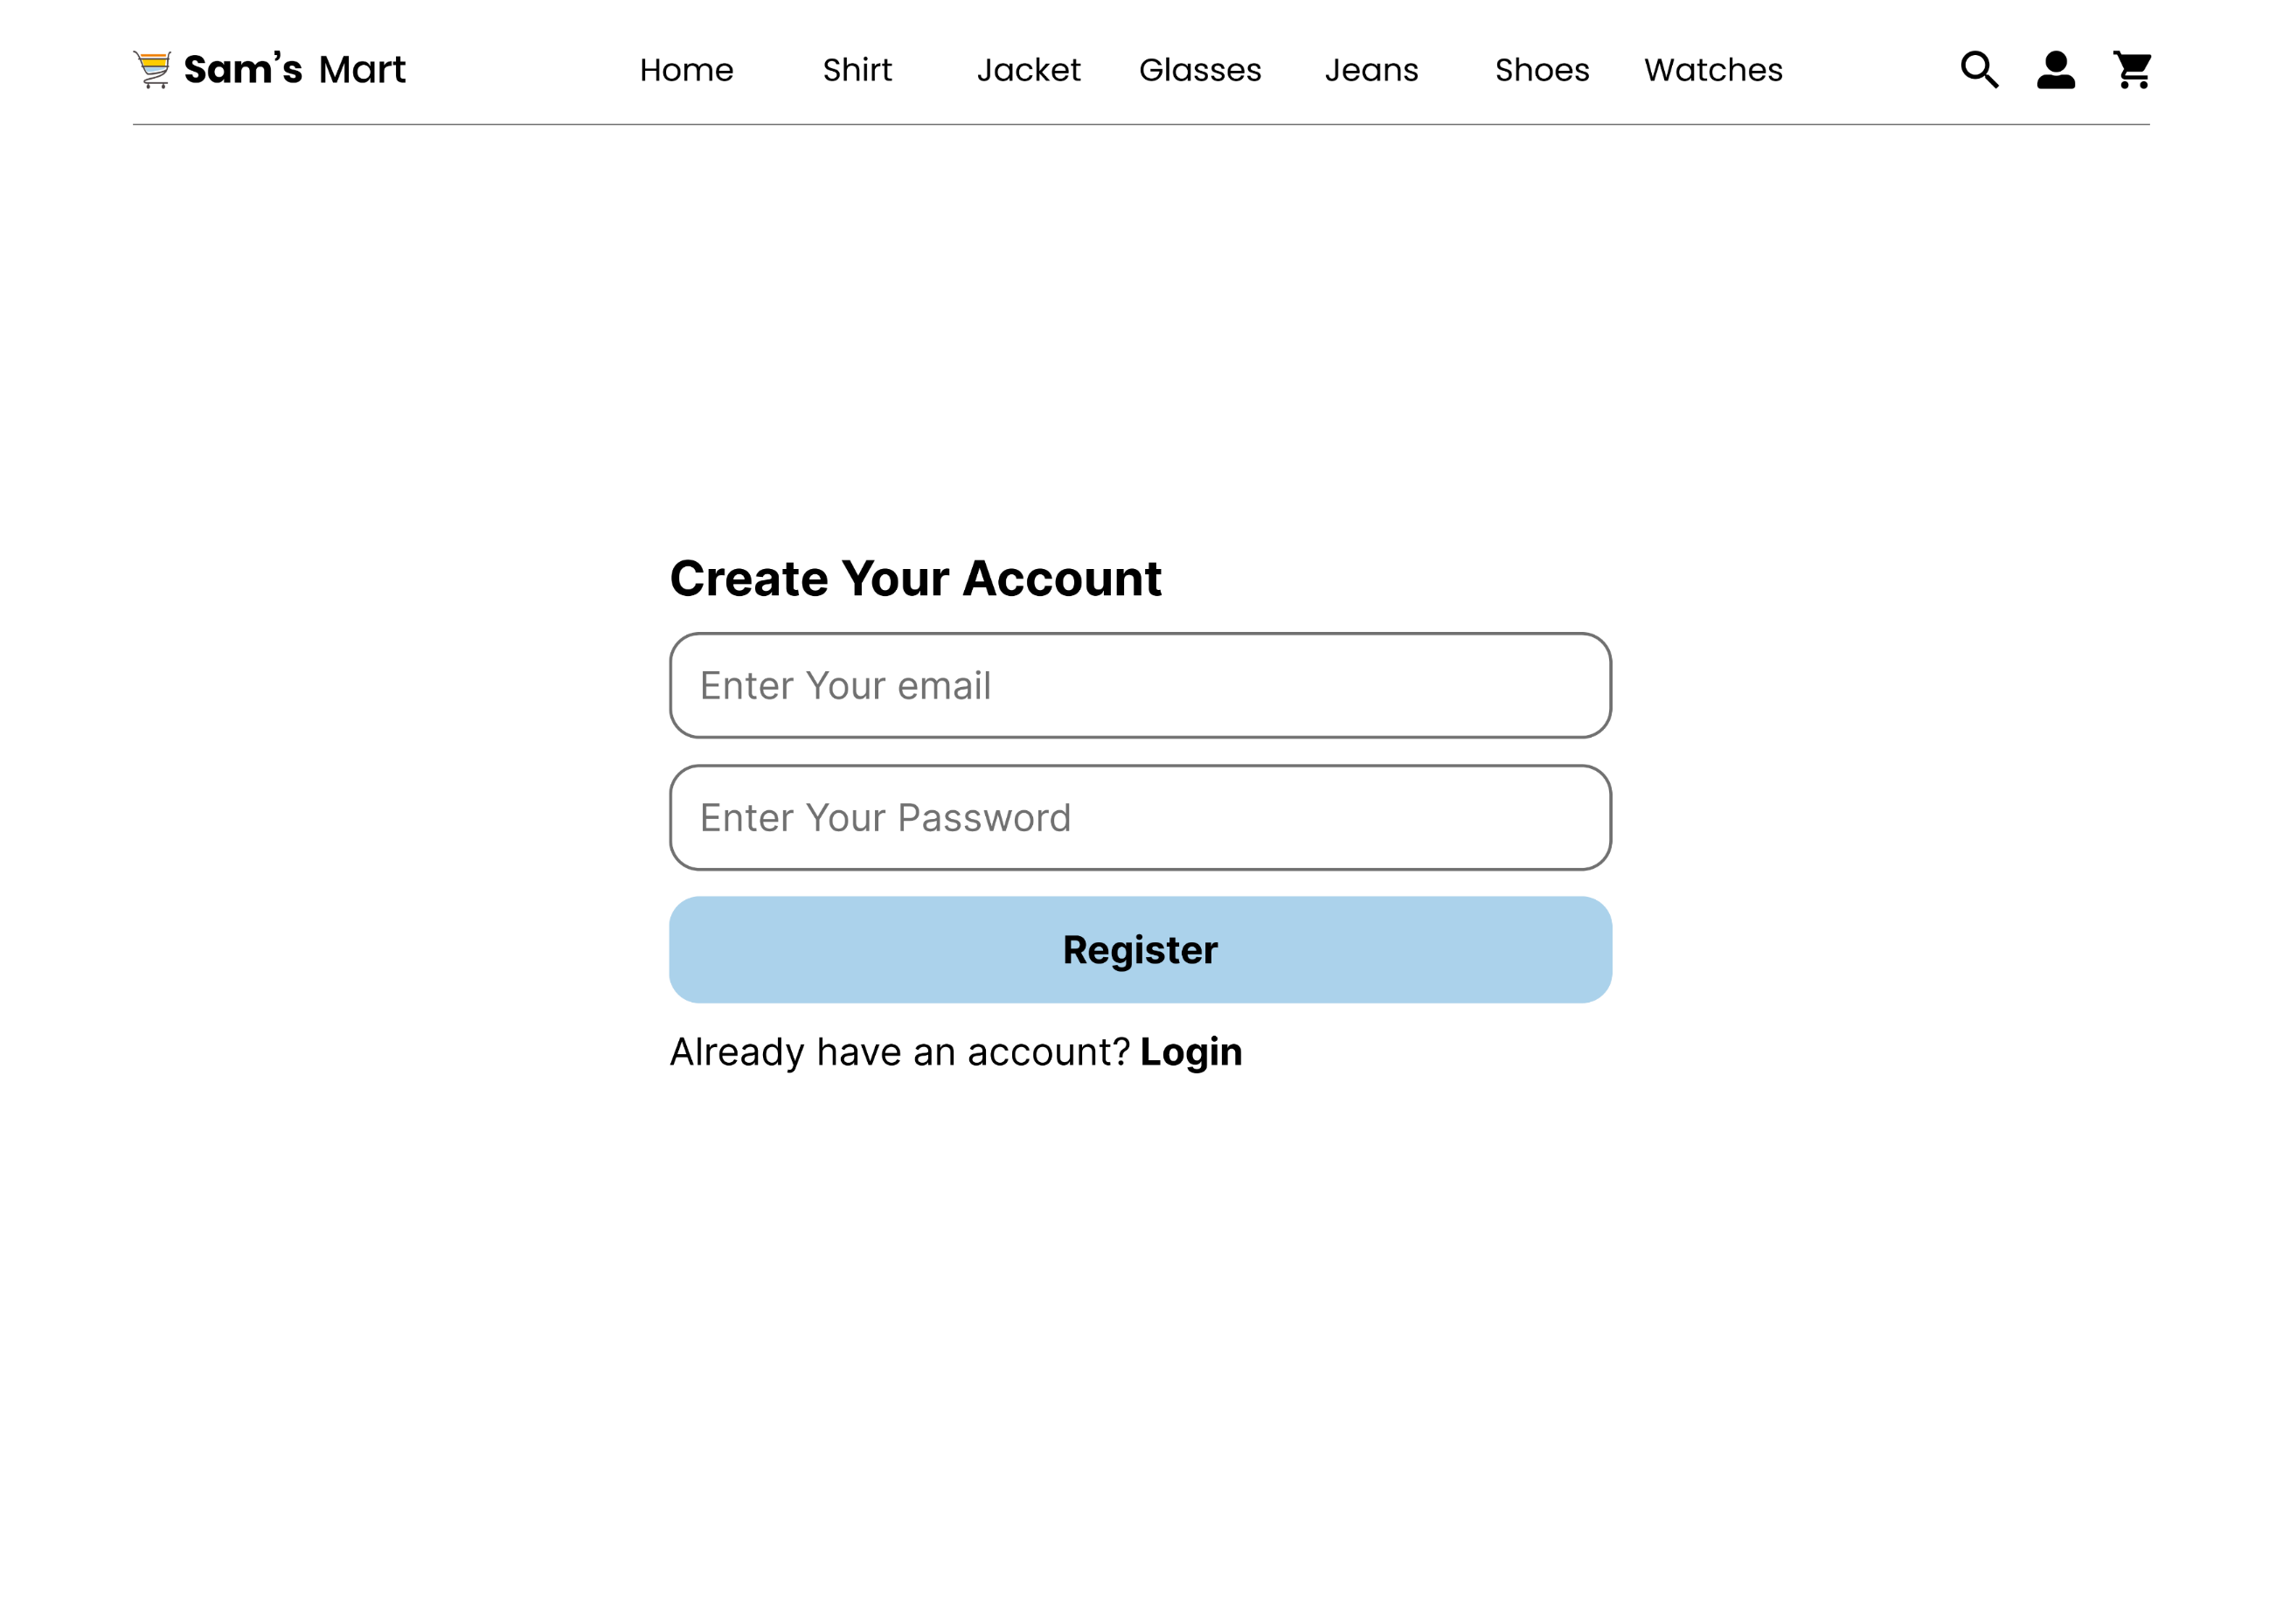 Sam’s Mart Home Shirt Jacket Glasses Jeans Shoes Watches
Create Your Account
Enter Your email
Enter Your Password
Register
Already have an account? Login